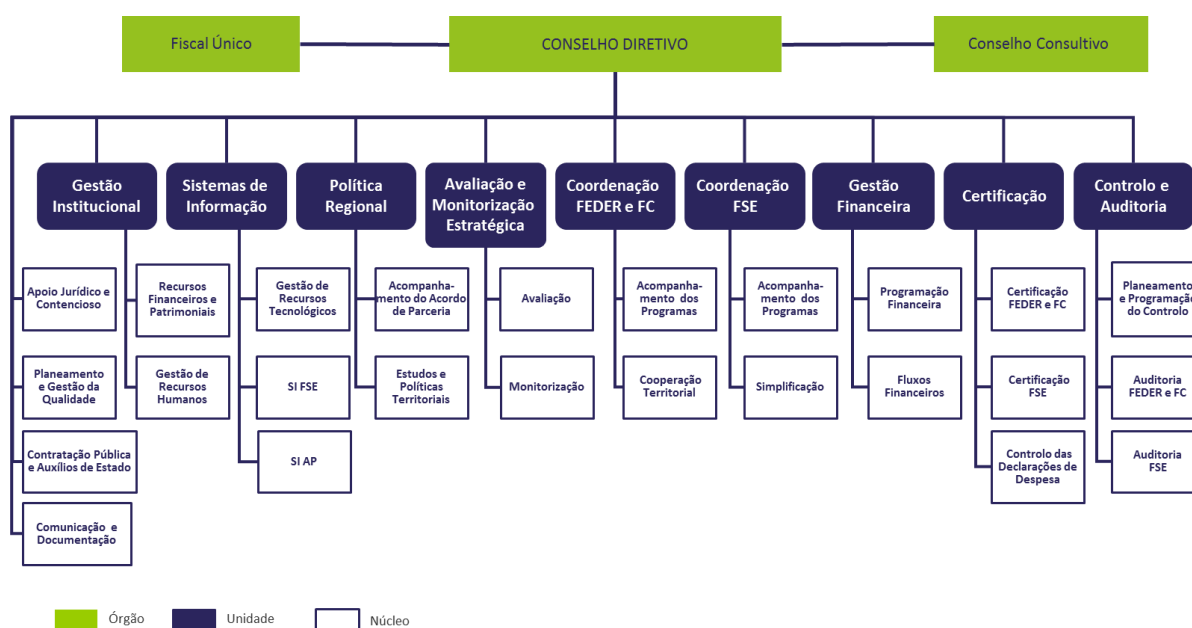 Fiscal Único
CONSELHO DIRETIVO
Conselho Consultivo
Gestão
Institucional
Sistemas de
Informação
Política
Regional
Avaliação e
Monitorização
Estratégica
Coordenação
FEDER e FC
Coordenação
FSE
Gestão
Financeira
Certificação
Controlo e
Auditoria
Apoio Jurídico e
Contencioso
Recursos
Financeiros e
Patrimoniais
Gestão de
Recursos
Tecnológicos
Acompanha-
mento do Acordo
de Parceria
Avaliação
Acompanha-
mento dos
Programas
Acompanha-
mento dos
Programas
Programação
Financeira
Certificação
FEDER e FC
Planeamento
e Programação
do Controlo
Planeamento
e Gestão da
Qualidade
Gestão de
Recursos
Humanos
SI FSE
Estudos e
Políticas
Territoriais
Monitorização
Cooperação
Territorial
Simplificação
Fluxos
Financeiros
Certificação
FSE
Auditoria
FEDER e FC
Contratação Pública
e Auxílios de Estado
SI AP
Controlo das
Declarações de
Despesa
Auditoria
FSE
Comunicação e
Documentação
Órgão
Unidade
Núcleo